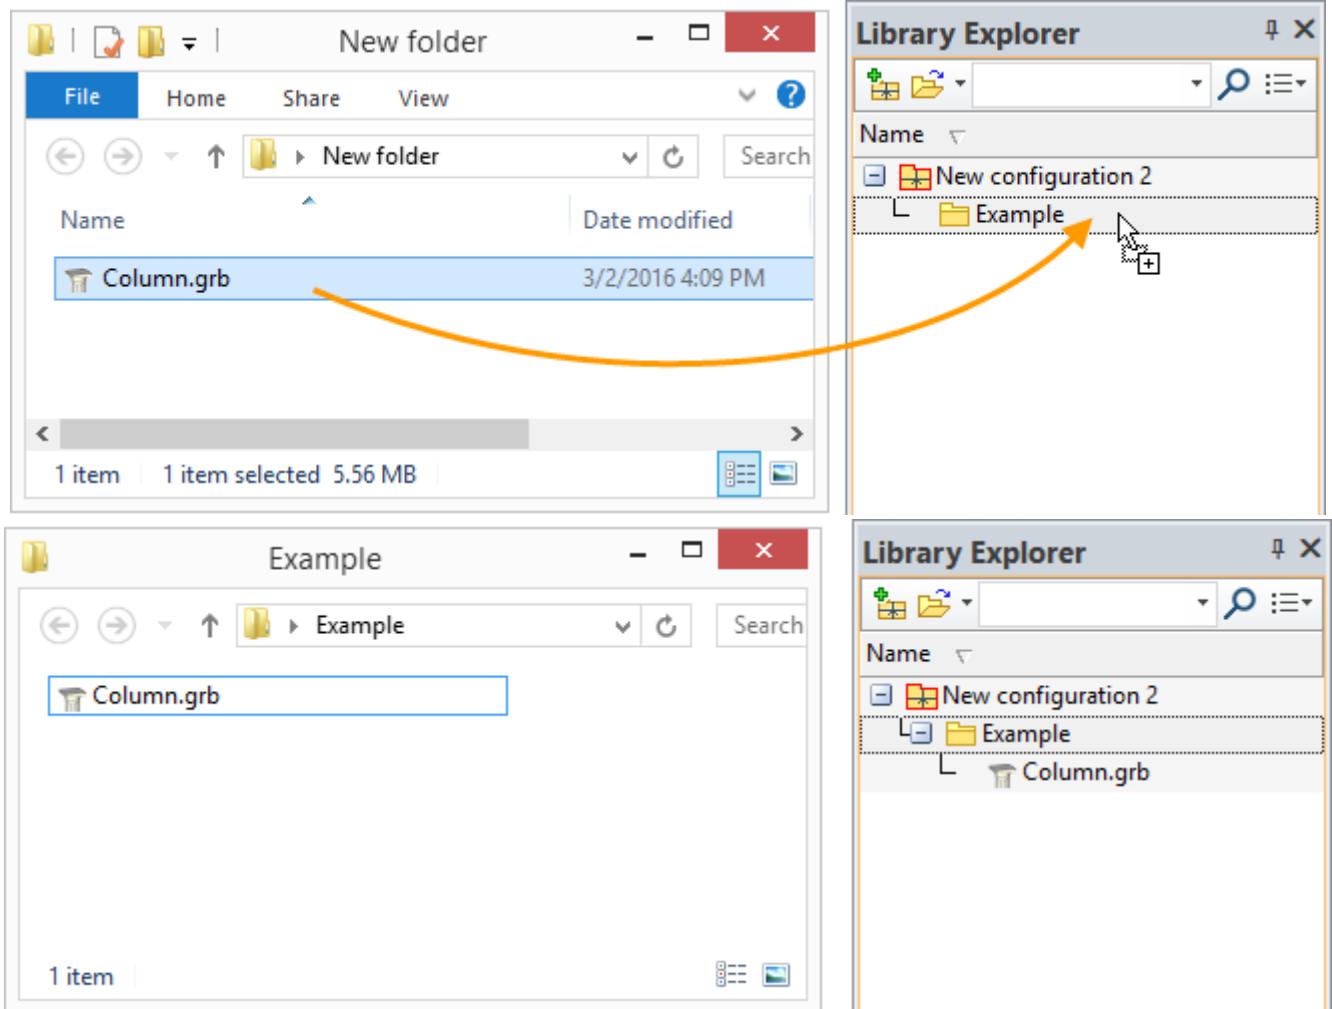 New folder
File Home Share View
New folder
Search
Name Date modified
Column.grb 3/2/2016 4:09 PM
1 item 1 item selected 5.56 MB
Library Explorer
Name
New configuration 2
Example
Example
Example
Search
Column.grb
1 item
Library Explorer
Name
New configuration 2
Example
Column.grb